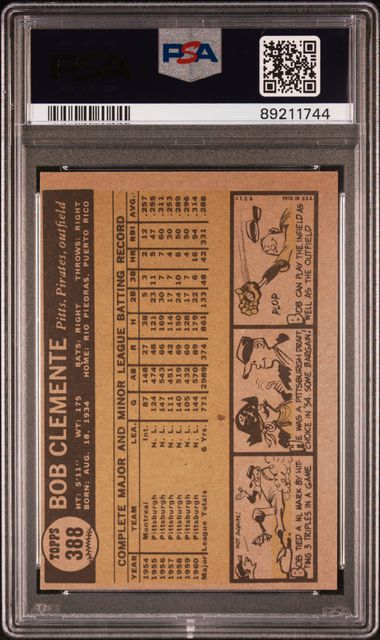 PSA
PSA
89211744
TOPPS
388
BOB CLEMENTE
Pitts. Pirates, outfield
HT: 5'11" WT: 175 BATS: RIGHT THROWS: RIGHT
BORN: AUG. 18, 1934 HOME: RIO PIEDRAS, PUERTO RICO
COMPLETE MAJOR AND MINOR LEAGUE BATTING RECORD
YEAR TEAM LEA. G AB R H 2B 3B HR RBI AVG.
1954 Montreal Int. 87 148 27 38 5 3 2 12 .257
1955 Pittsburgh N. L. 124 474 48 121 23 11 5 47 .255
1956 Pittsburgh N. L. 147 543 66 169 30 7 7 60 .311
1957 Pittsburgh N. L. 111 451 42 114 17 7 4 30 .253
1958 Pittsburgh N. L. 140 519 69 150 24 10 6 50 .289
1959 Pittsburgh N. L. 105 432 60 128 17 7 4 50 .296
1960 Pittsburgh N. L. 144 570 89 179 22 6 16 94 .314
Major League Totals 6 Yrs. 771 2989 374 861 133 48 42 331 .288
NOT AGAIN!
BOB TIED A NL MARK BY HIT-
TING 3 TRIPLES IN A GAME
HE WAS A PITTSBURGH DRAFT
CHOICE IN '54. SOME BARGAIN!
© T. C. G. PRTD. IN U.S.A.
PLOP
BOB CAN PLAY THE INFIELD AS
WELL AS THE OUTFIELD